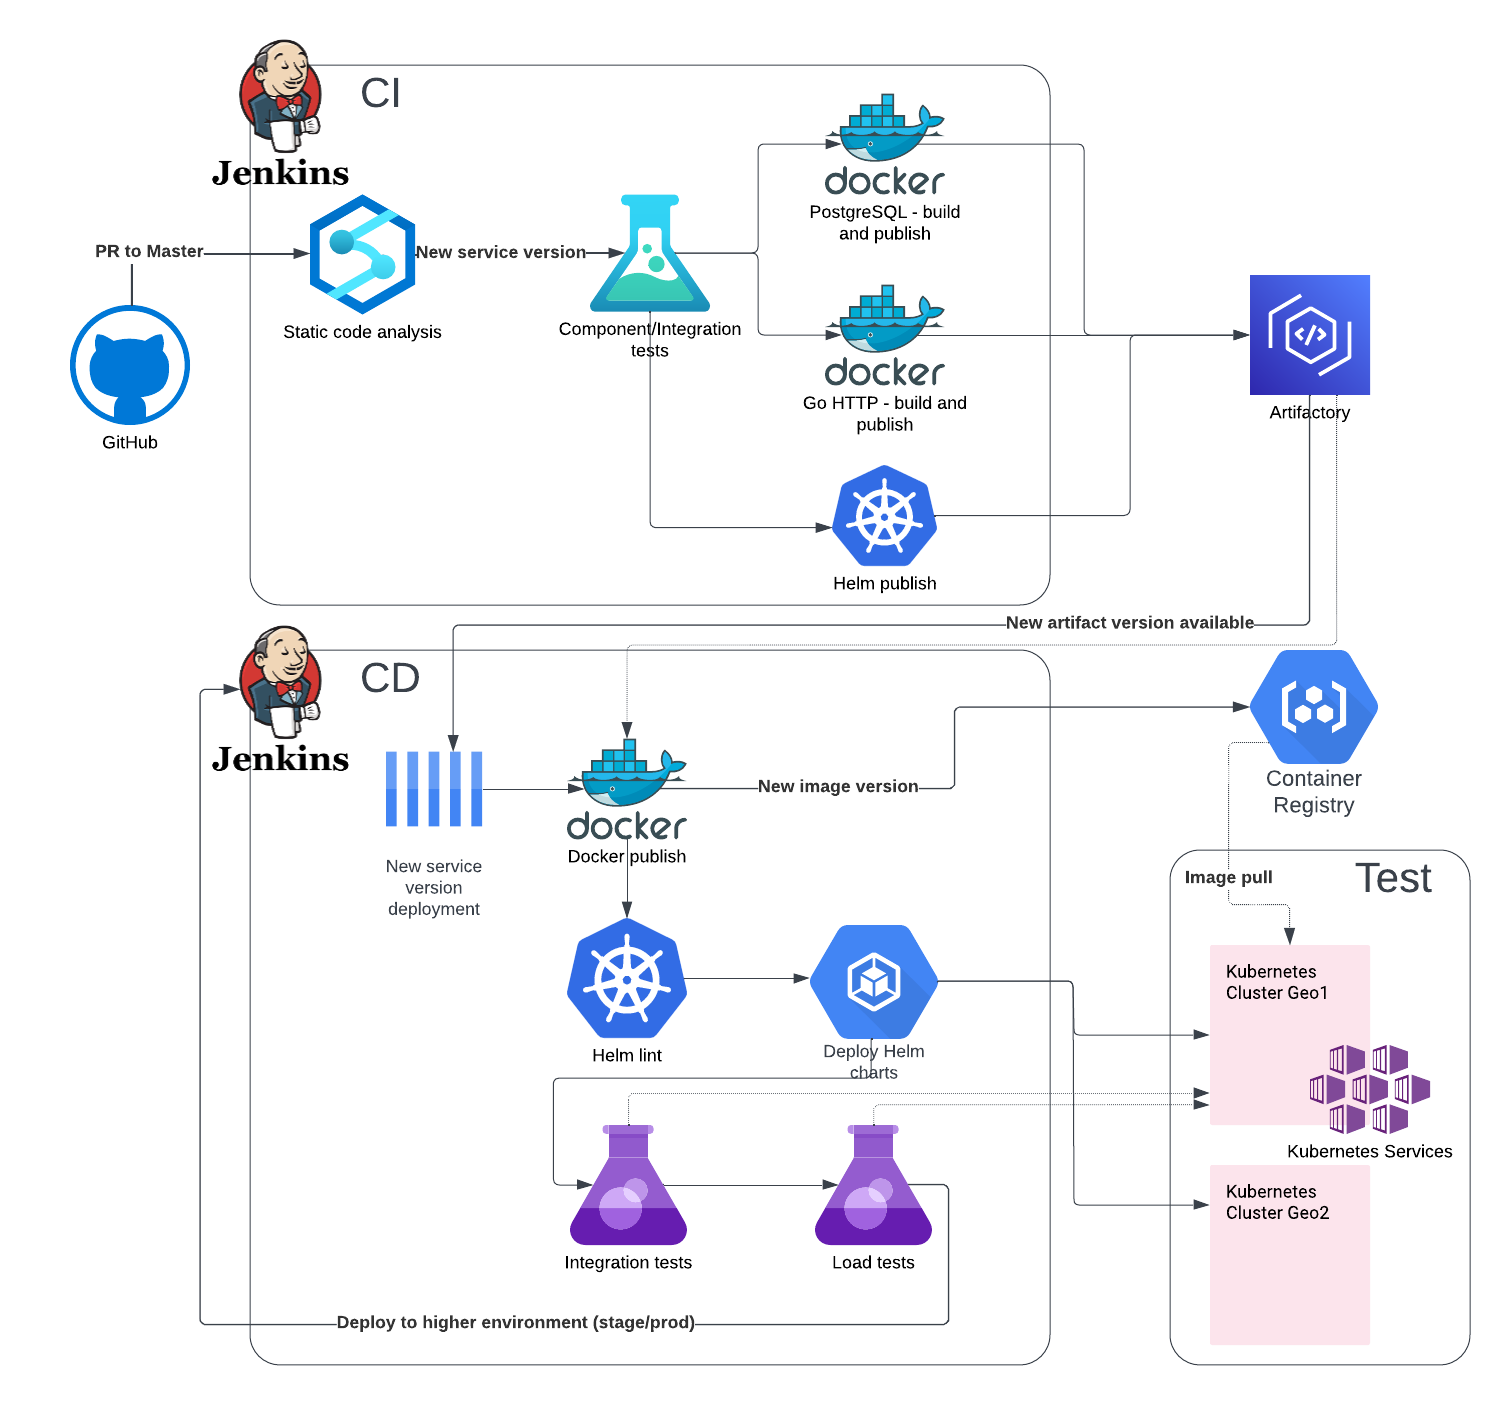 CI
Jenkins
docker
PostgreSQL - build
and publish
PR to Master
New service version
Static code analysis
Component/Integration
tests
docker
Go HTTP - build and
publish
GitHub
Artifactory
Helm publish
New artifact version available
CD
Jenkins
New image version
Container
Registry
docker
Docker publish
New service
version
deployment
Image pull
Test
Kubernetes
Cluster Geo1
Helm lint
Deploy Helm
charts
Kubernetes Services
Kubernetes
Cluster Geo2
Integration tests
Load tests
Deploy to higher environment (stage/prod)